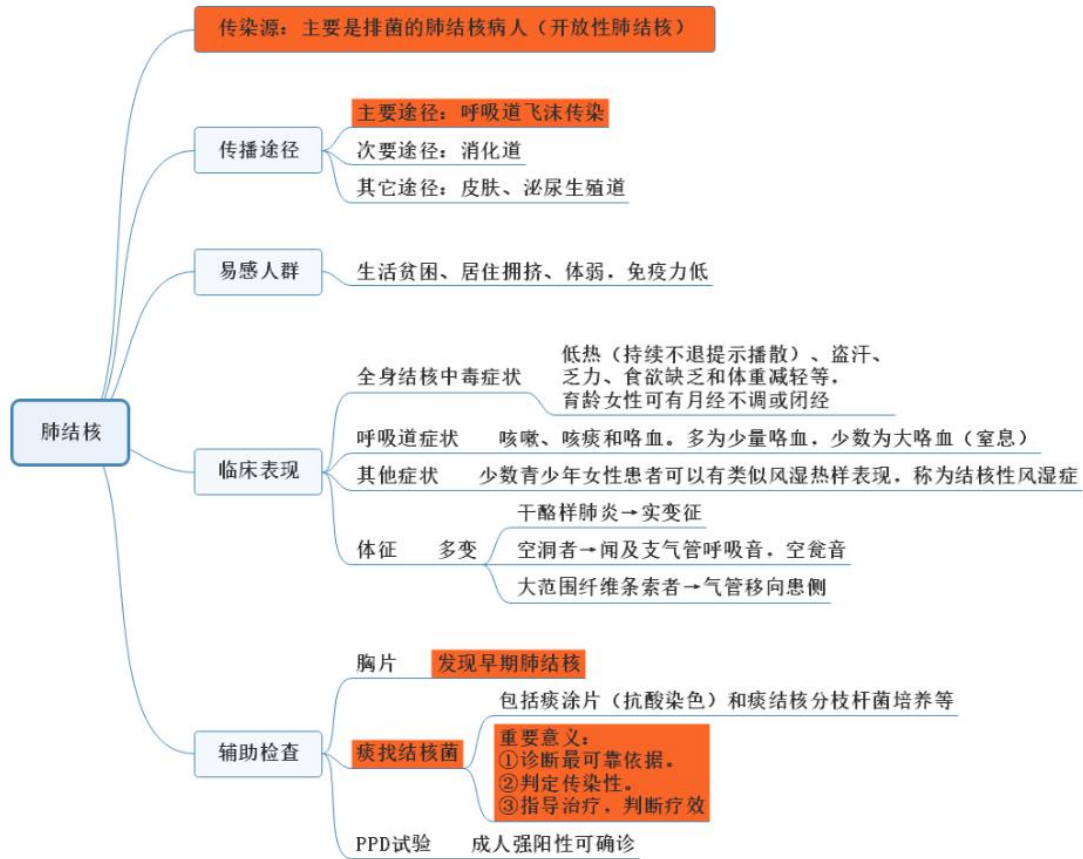 传染源：主要是排菌的肺结核病人（开放性肺结核）
传播途径
主要途径：呼吸道飞沫传染
次要途径：消化道
其它途径：皮肤、泌尿生殖道
易感人群
生活贫困、居住拥挤、体弱，免疫力低
肺结核
临床表现
全身结核中毒症状
低热（持续不退提示播散）、盗汗、
乏力、食欲缺乏和体重减轻等，
育龄女性可有月经不调或闭经
呼吸道症状 咳嗽、咳痰和咯血。多为少量咯血，少数为大咯血（窒息）
其他症状 少数青少年女性患者可以有类似风湿热样表现，称为结核性风湿症
体征 多变
干酪样肺炎→实变征
空洞者→闻及支气管呼吸音，空瓮音
大范围纤维条索者→气管移向患侧
辅助检查
胸片 发现早期肺结核
痰找结核菌
包括痰涂片（抗酸染色）和痰结核分枝杆菌培养等
重要意义：
①诊断最可靠依据。
②判定传染性。
③指导治疗，判断疗效
PPD试验 成人强阳性可确诊